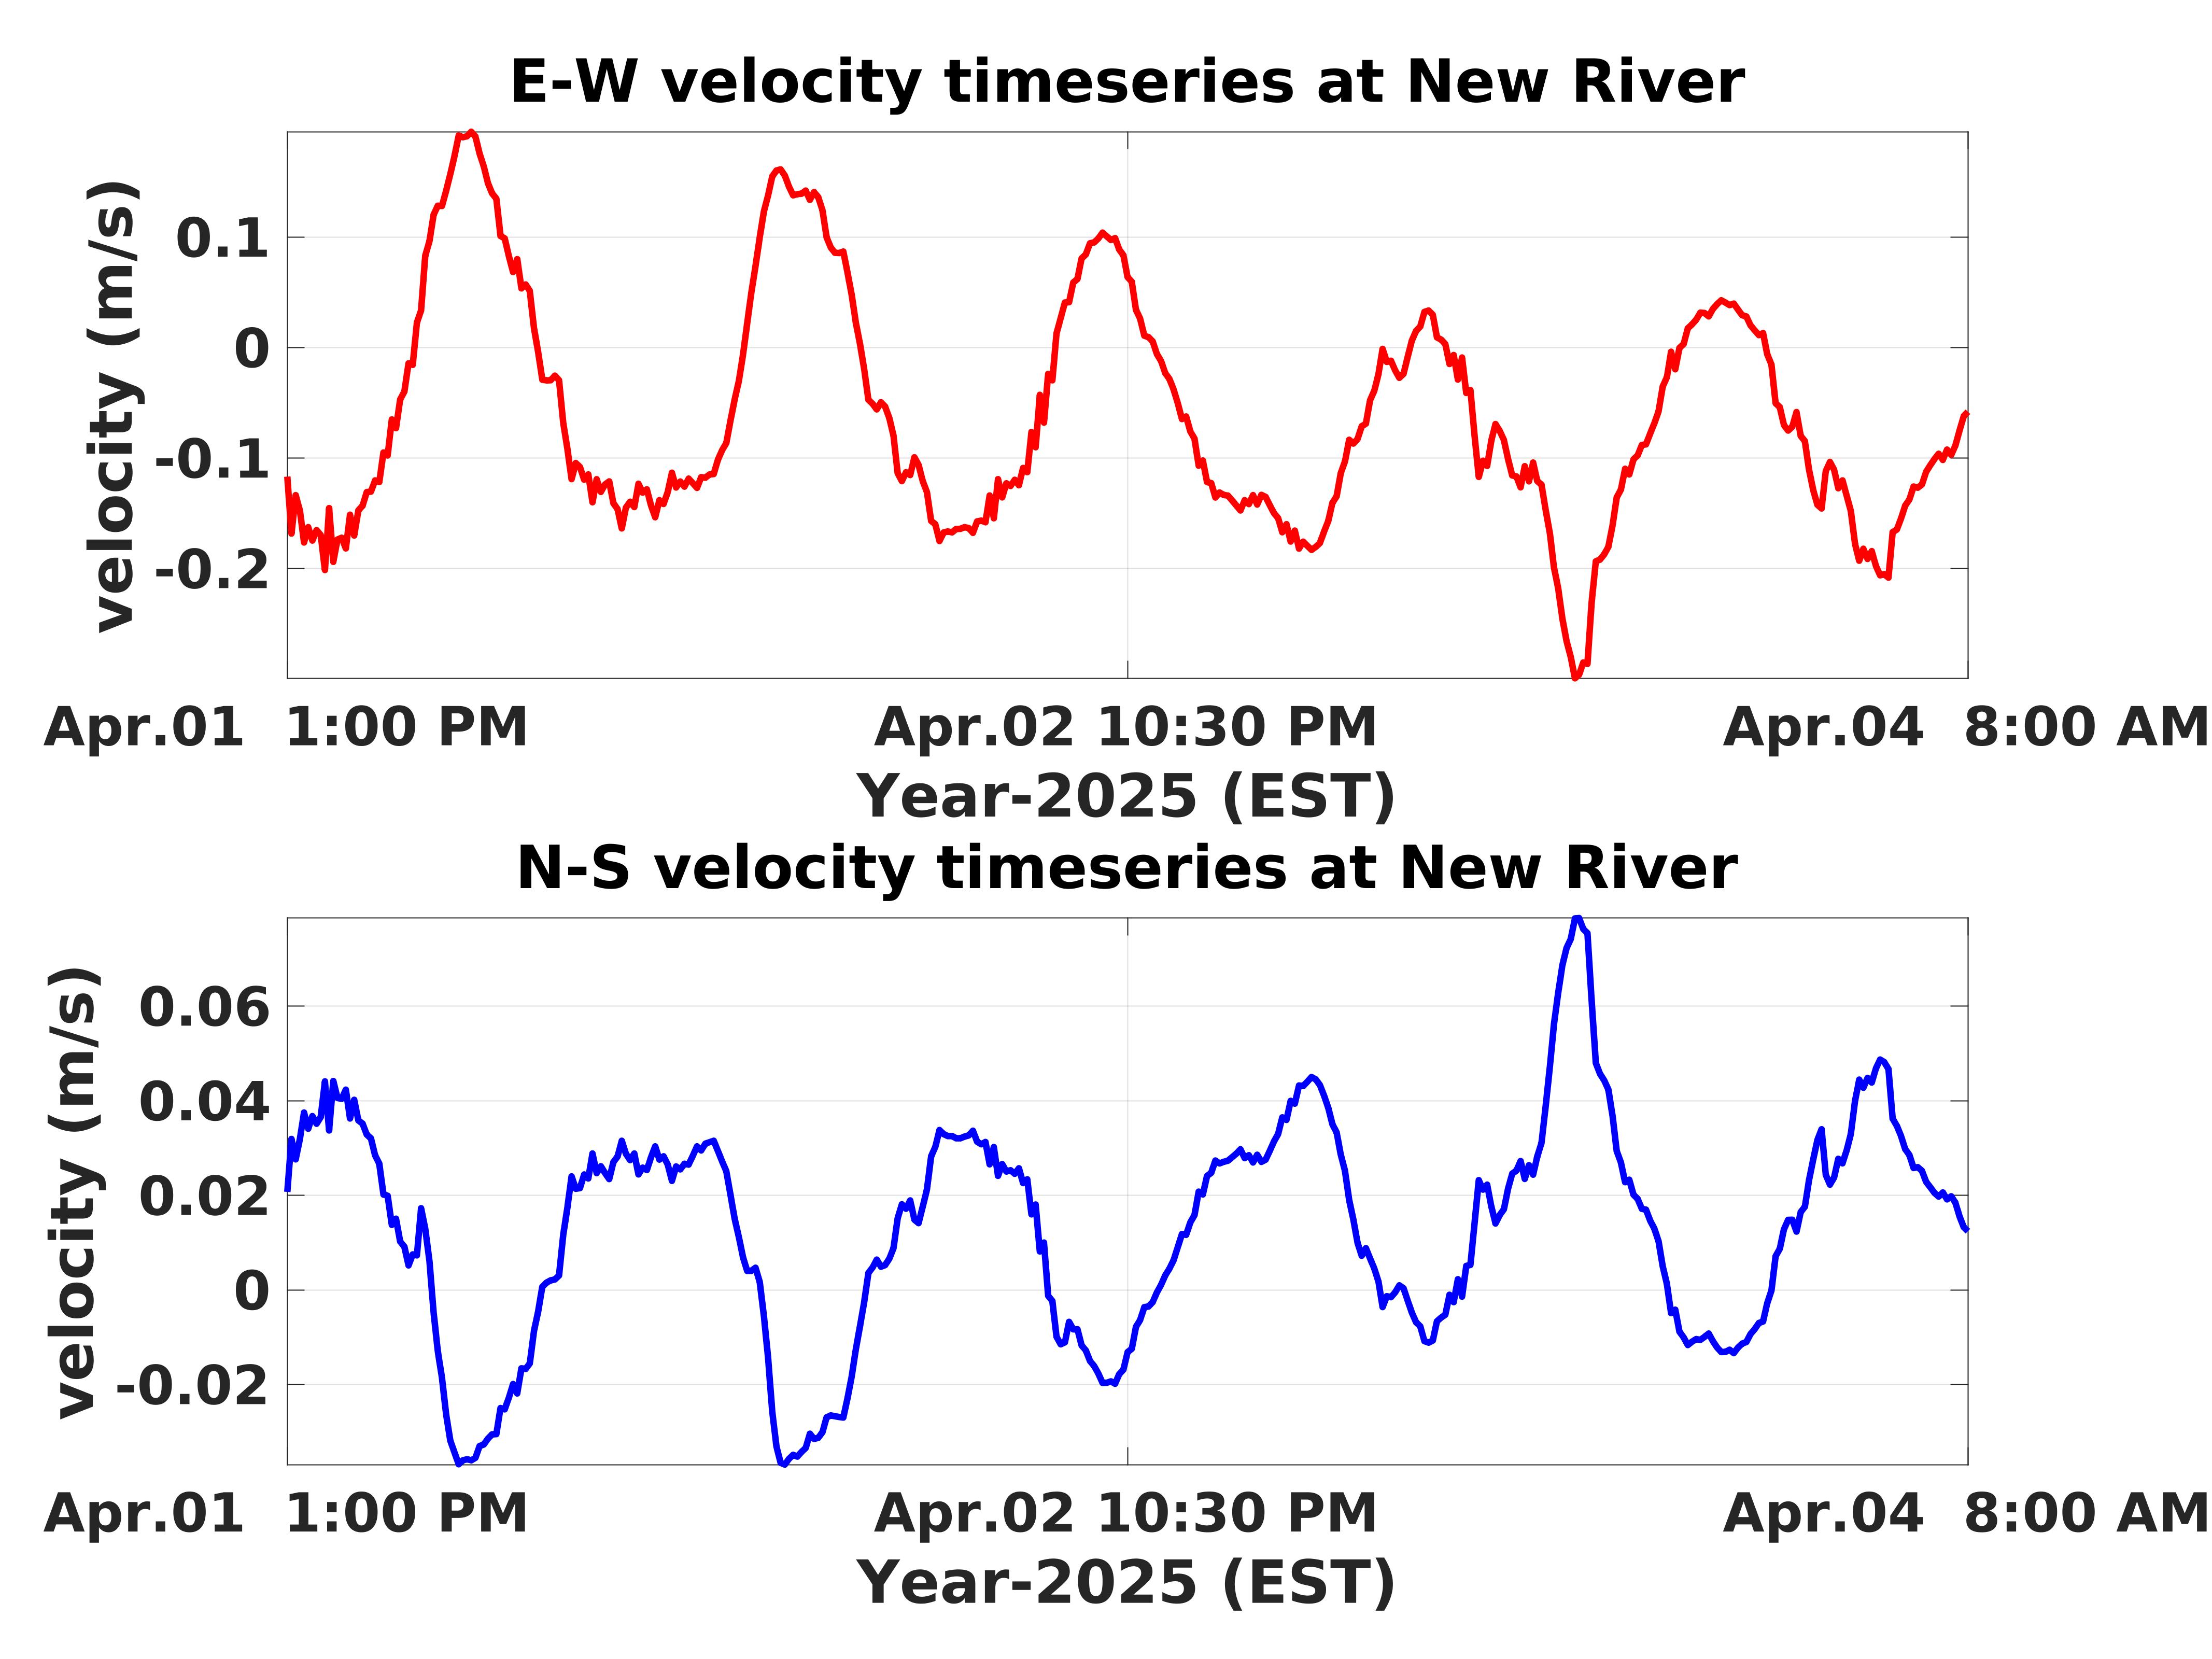 E-W velocity timeseries at New River
velocity (m/s)
0.1
0
-0.1
-0.2
Apr.01  1:00 PM Apr.02 10:30 PM Apr.04  8:00 AM
Year-2025 (EST)
N-S velocity timeseries at New River
velocity (m/s)
0.06
0.04
0.02
0
-0.02
Apr.01  1:00 PM Apr.02 10:30 PM Apr.04  8:00 AM
Year-2025 (EST)